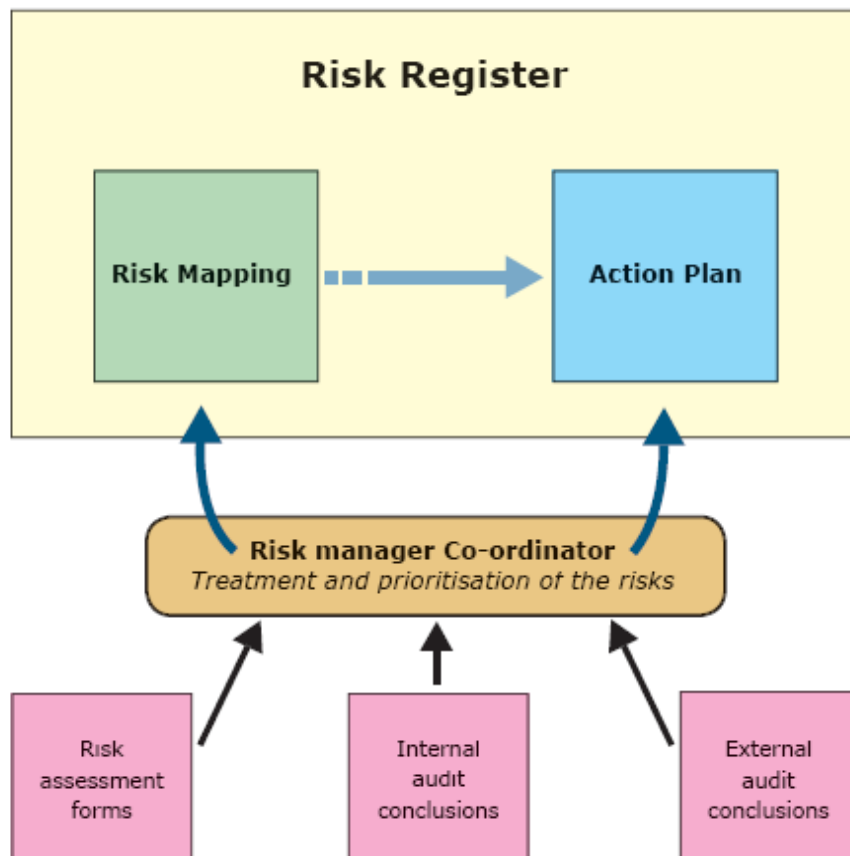 Risk Register
Risk Mapping
Action Plan
Risk manager Co-ordinator
Treatment and prioritisation of the risks
Risk
assessment
forms
Internal
audit
conclusions
External
audit
conclusions